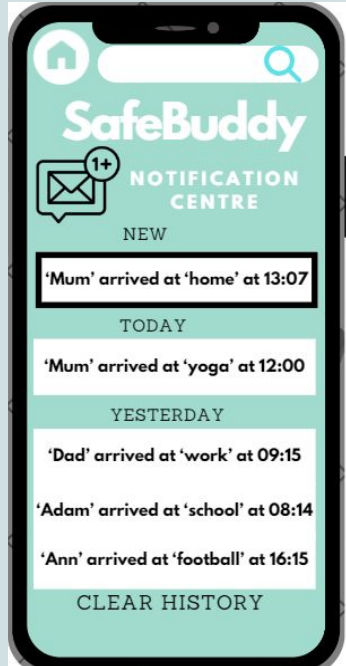 SafeBuddy
1+
NOTIFICATION
CENTRE
NEW
‘Mum’ arrived at ‘home’ at 13:07
TODAY
‘Mum’ arrived at ‘yoga’ at 12:00
YESTERDAY
‘Dad’ arrived at ‘work’ at 09:15
‘Adam’ arrived at ‘school’ at 08:14
‘Ann’ arrived at ‘football’ at 16:15
CLEAR HISTORY